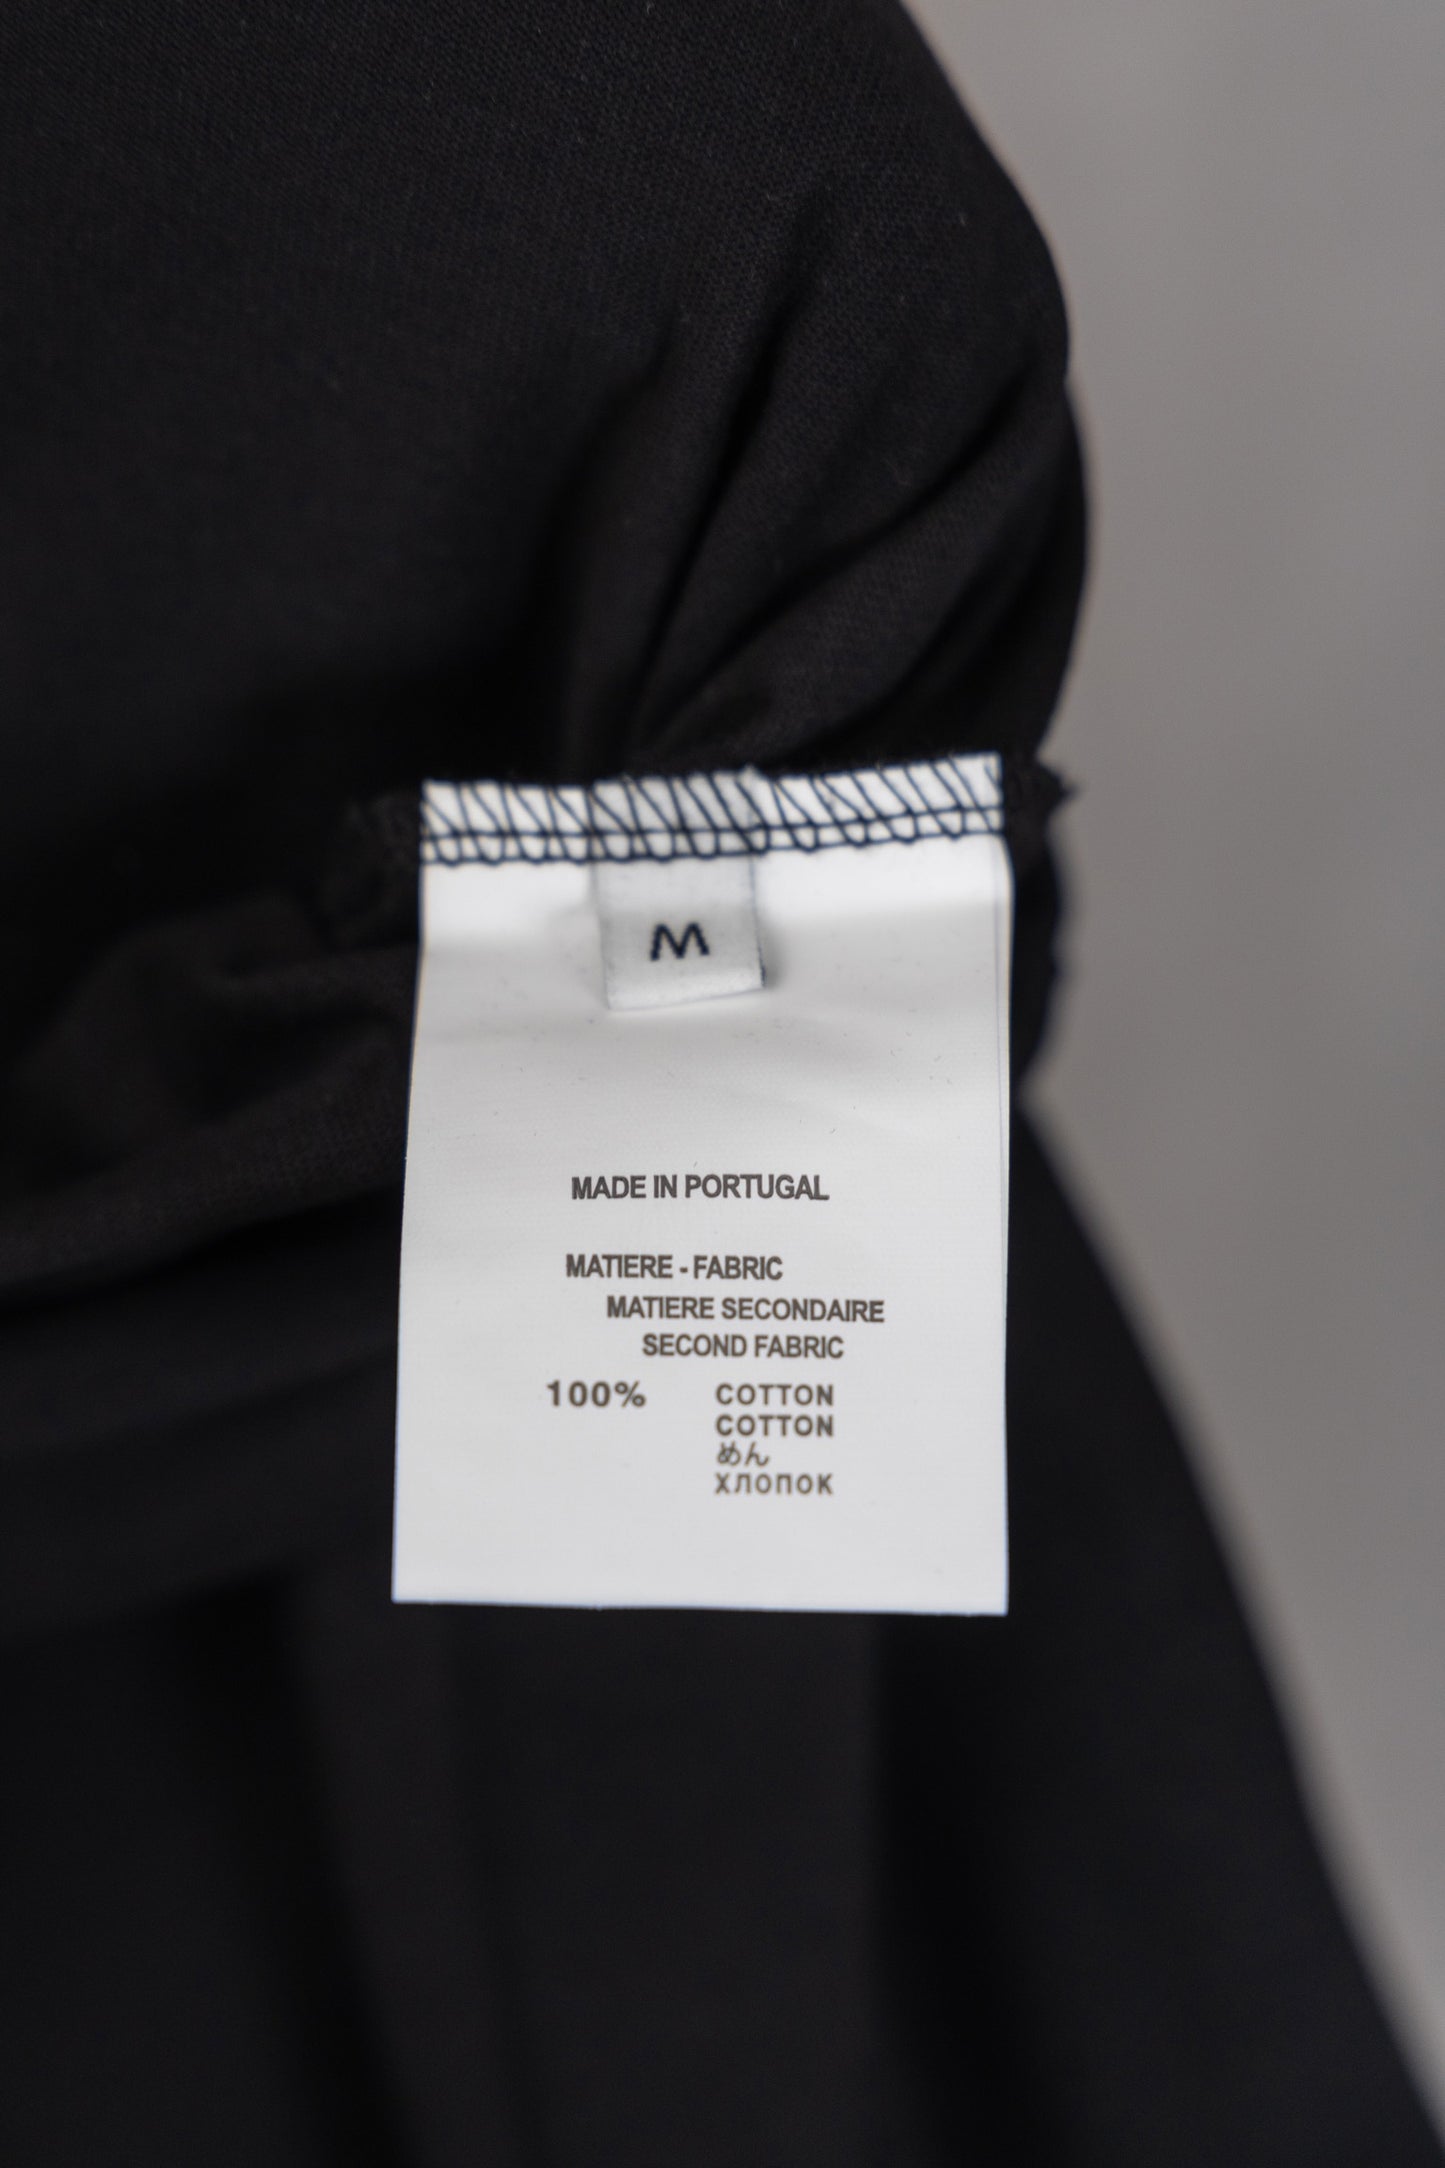 M
MADE IN PORTUGAL
MATIERE - FABRIC
MATIERE SECONDAIRE
SECOND FABRIC
100% COTTON
COTTON
めん
ХЛОПОК